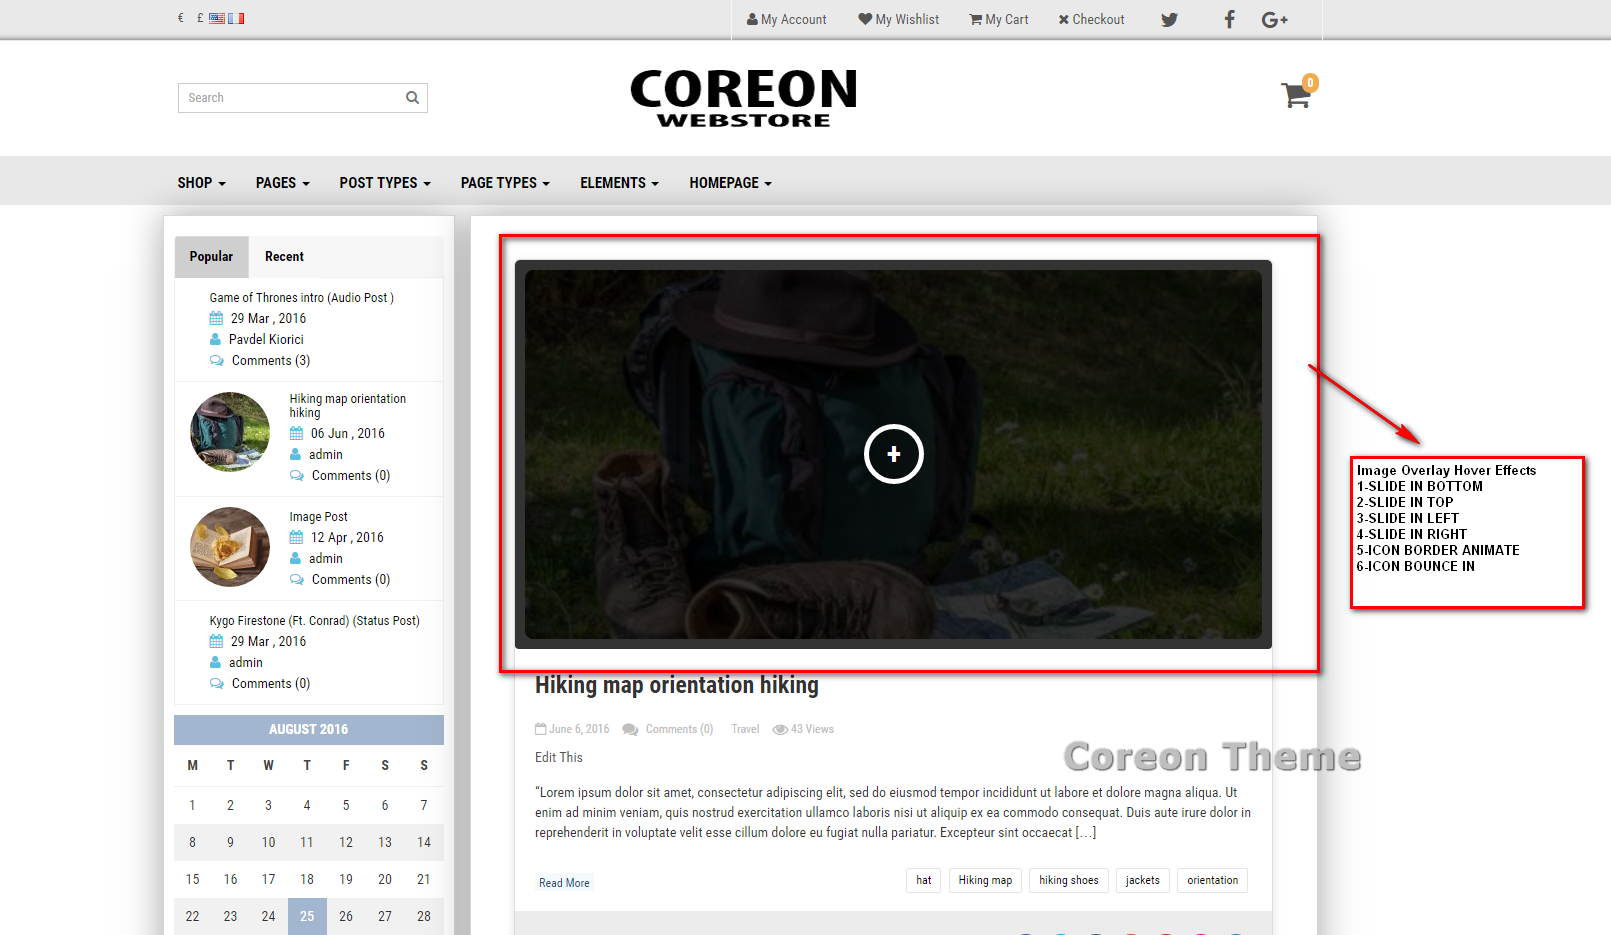 € £
My Account My Wishlist My Cart Checkout
Search
COREON
WEBSTORE
0
SHOP PAGES POST TYPES PAGE TYPES ELEMENTS HOMEPAGE
Popular Recent
Game of Thrones intro (Audio Post )
29 Mar , 2016
Pavdel Kiorici
Comments (3)
Hiking map orientation
hiking
06 Jun , 2016
admin
Comments (0)
Image Post
12 Apr , 2016
admin
Comments (0)
Kygo Firestone (Ft. Conrad) (Status Post)
29 Mar , 2016
admin
Comments (0)
AUGUST 2016
M T W T F S S
1 2 3 4 5 6 7
8 9 10 11 12 13 14
15 16 17 18 19 20 21
22 23 24 25 26 27 28
Image Overlay Hover Effects
1-SLIDE IN BOTTOM
2-SLIDE IN TOP
3-SLIDE IN LEFT
4-SLIDE IN RIGHT
5-ICON BORDER ANIMATE
6-ICON BOUNCE IN
Hiking map orientation hiking
June 6, 2016 Comments (0) Travel 43 Views
Edit This
Coreon Theme
“Lorem ipsum dolor sit amet, consectetur adipiscing elit, sed do eiusmod tempor incididunt ut labore et dolore magna aliqua. Ut
enim ad minim veniam, quis nostrud exercitation ullamco laboris nisi ut aliquip ex ea commodo consequat. Duis aute irure dolor in
reprehenderit in voluptate velit esse cillum dolore eu fugiat nulla pariatur. Excepteur sint occaecat […]
Read More
hat Hiking map hiking shoes jackets orientation